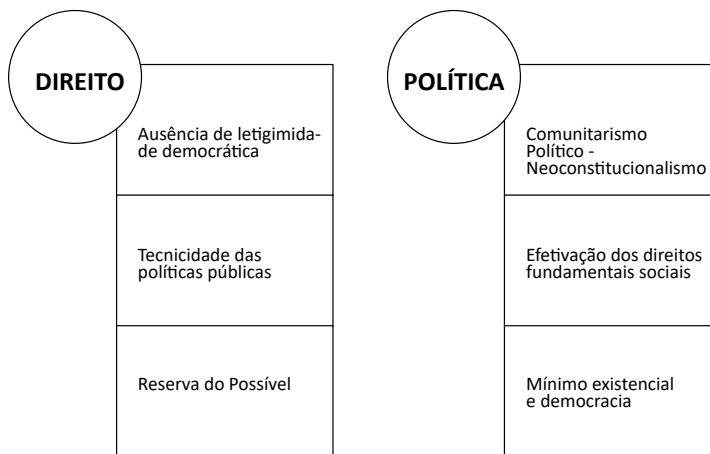 DIREITO
Ausência de letigimida-
de democrática
Tecnicidade das
políticas públicas
Reserva do Possível
POLÍTICA
Comunitarismo
Político -
Neoconstitucionalismo
Efetivação dos direitos
fundamentais sociais
Mínimo existencial
e democracia